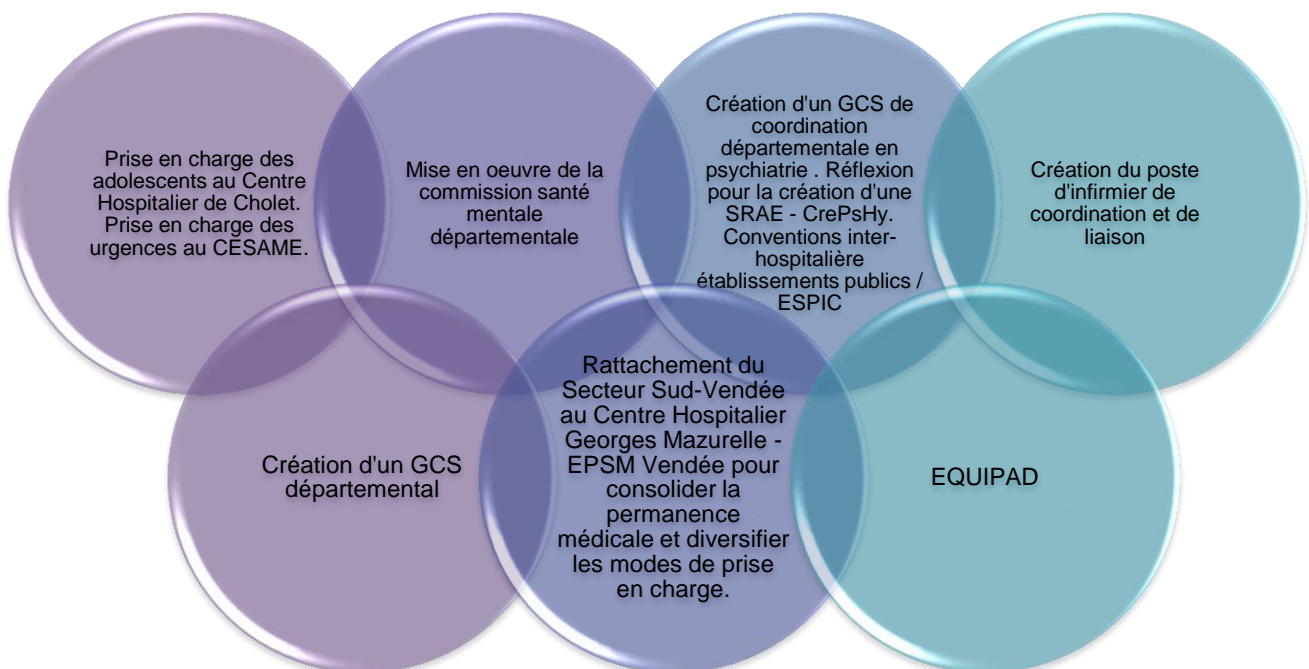 Prise en charge des
adolescents au Centre
Hospitalier de Cholet.
Prise en charge des
urgences au CESAME.
Mise en oeuvre de la
commission santé
mentale
départementale
Création d'un GCS de
coordination
départementale en
psychiatrie . Réflexion
pour la création d'une
SRAE - CrePsHy.
Conventions inter-
hospitalière
établissements publics /
ESPIC
Création du poste
d'infirmier de
coordination et de
liaison
Création d'un GCS
départemental
Rattachement du
Secteur Sud-Vendée
au Centre Hospitalier
Georges Mazurelle -
EPSM Vendée pour
consolider la
permanence
médicale et diversifier
les modes de prise
en charge.
EQUIPAD